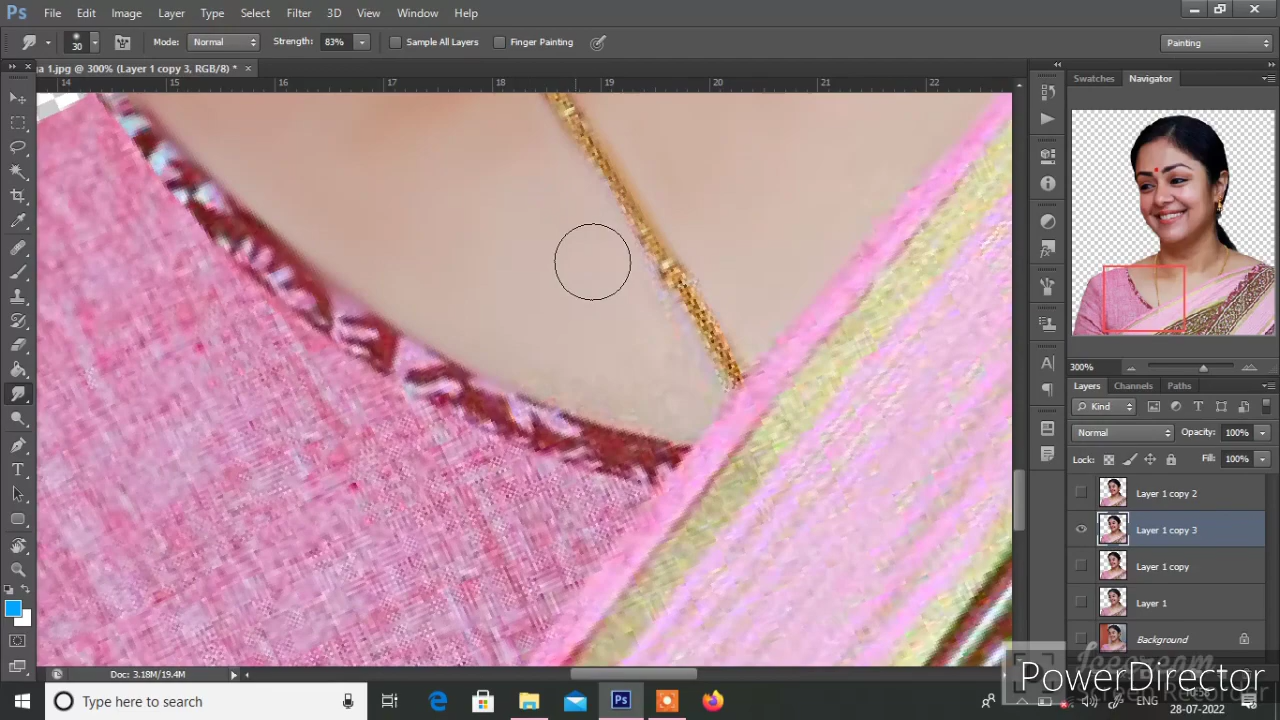 Ps File Edit Image Layer Type Select Filter 3D View Window Help
30 Mode: Normal Strength: 83% Sample All Layers Finger Painting Painting
1.jpg @ 300% (Layer 1 copy 3, RGB/8) * ×
14 15 16 17 18 19 20 21 22
Swatches Navigator
300%
Layers Channels Paths
Kind
Normal Opacity: 100%
Lock: Fill: 100%
Layer 1 copy 2
Layer 1 copy 3
Layer 1 copy
Layer 1
Background
Doc: 3.18M/19.4M
Icecream
PowerDirector
Type here to search
ENG
28-07-2022